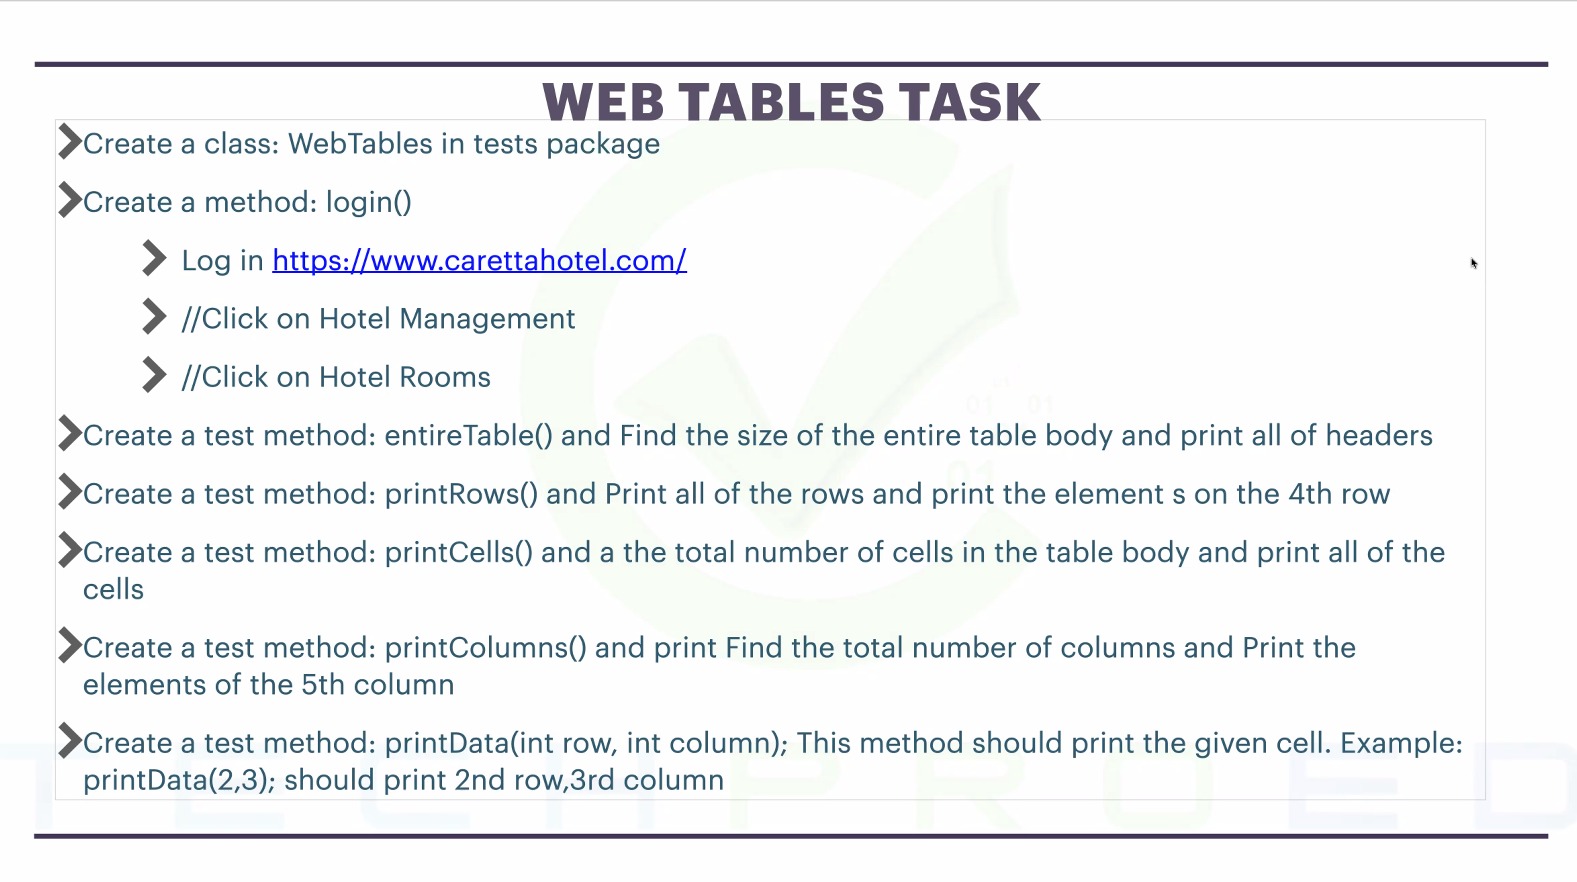 WEB TABLES TASK
Create a class: WebTables in tests package
Create a method: login()
Log in https://www.carettahotel.com/
//Click on Hotel Management
//Click on Hotel Rooms
01 01
01
Create a test method: entireTable() and Find the size of the entire table body and print all of headers
Create a test method: printRows() and Print all of the rows and print the element s on the 4th row
Create a test method: printCells() and a the total number of cells in the table body and print all of the
cells
Create a test method: printColumns() and print Find the total number of columns and Print the
elements of the 5th column
Create a test method: printData(int row, int column); This method should print the given cell. Example:
printData(2,3); should print 2nd row,3rd column
TECHPROED